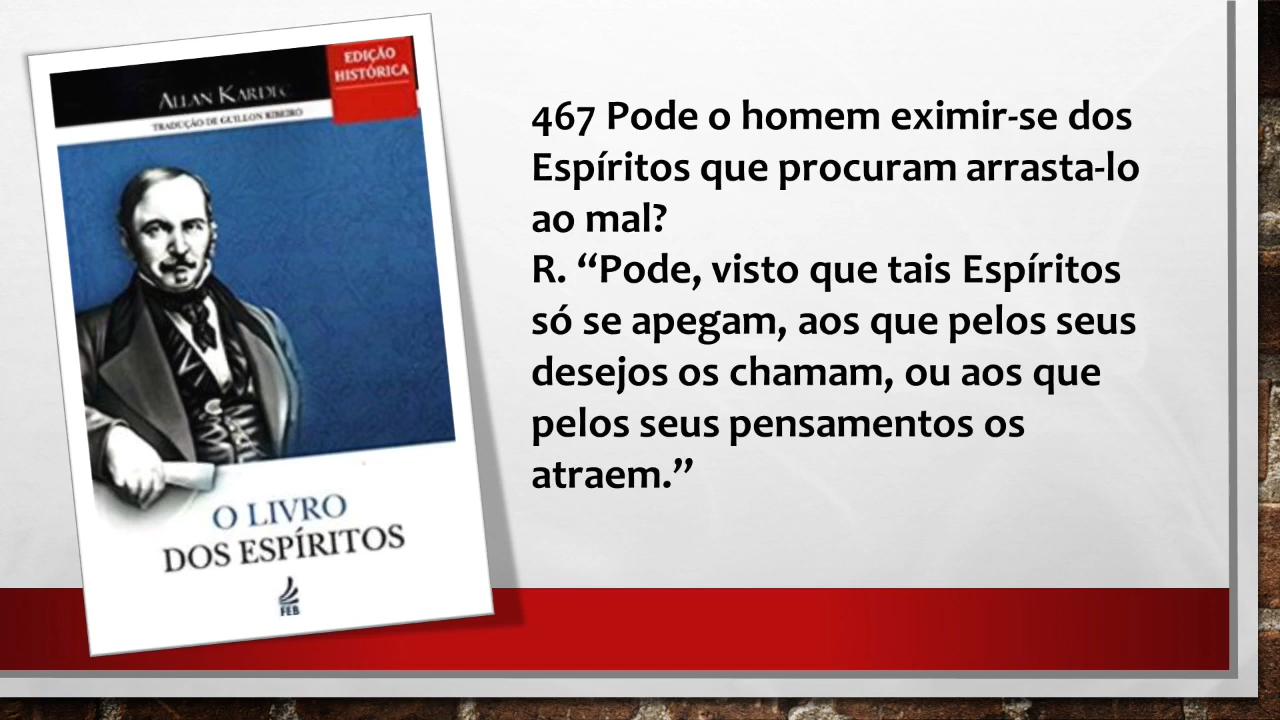 EDIÇÃO
HISTÓRICA
ALLAN KARDEC
TRADUÇÃO DE GUILLON RIBEIRO
O LIVRO
DOS ESPÍRITOS
FEB
467 Pode o homem eximir-se dos
Espíritos que procuram arrasta-lo
ao mal?
R. “Pode, visto que tais Espíritos
só se apegam, aos que pelos seus
desejos os chamam, ou aos que
pelos seus pensamentos os
atraem.”